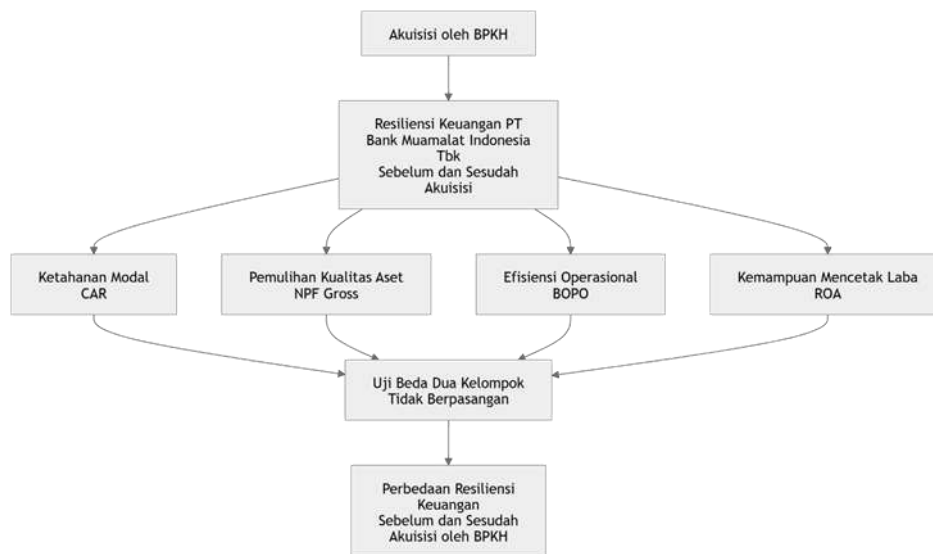 Akuisisi oleh BPKH
Resiliensi Keuangan PT
Bank Muamalat Indonesia
Tbk
Sebelum dan Sesudah
Akuisisi
Ketahanan Modal
CAR
Pemulihan Kualitas Aset
NPF Gross
Efisiensi Operasional
BOPO
Kemampuan Mencetak Laba
ROA
Uji Beda Dua Kelompok
Tidak Berpasangan
Perbedaan Resiliensi
Keuangan
Sebelum dan Sesudah
Akuisisi oleh BPKH